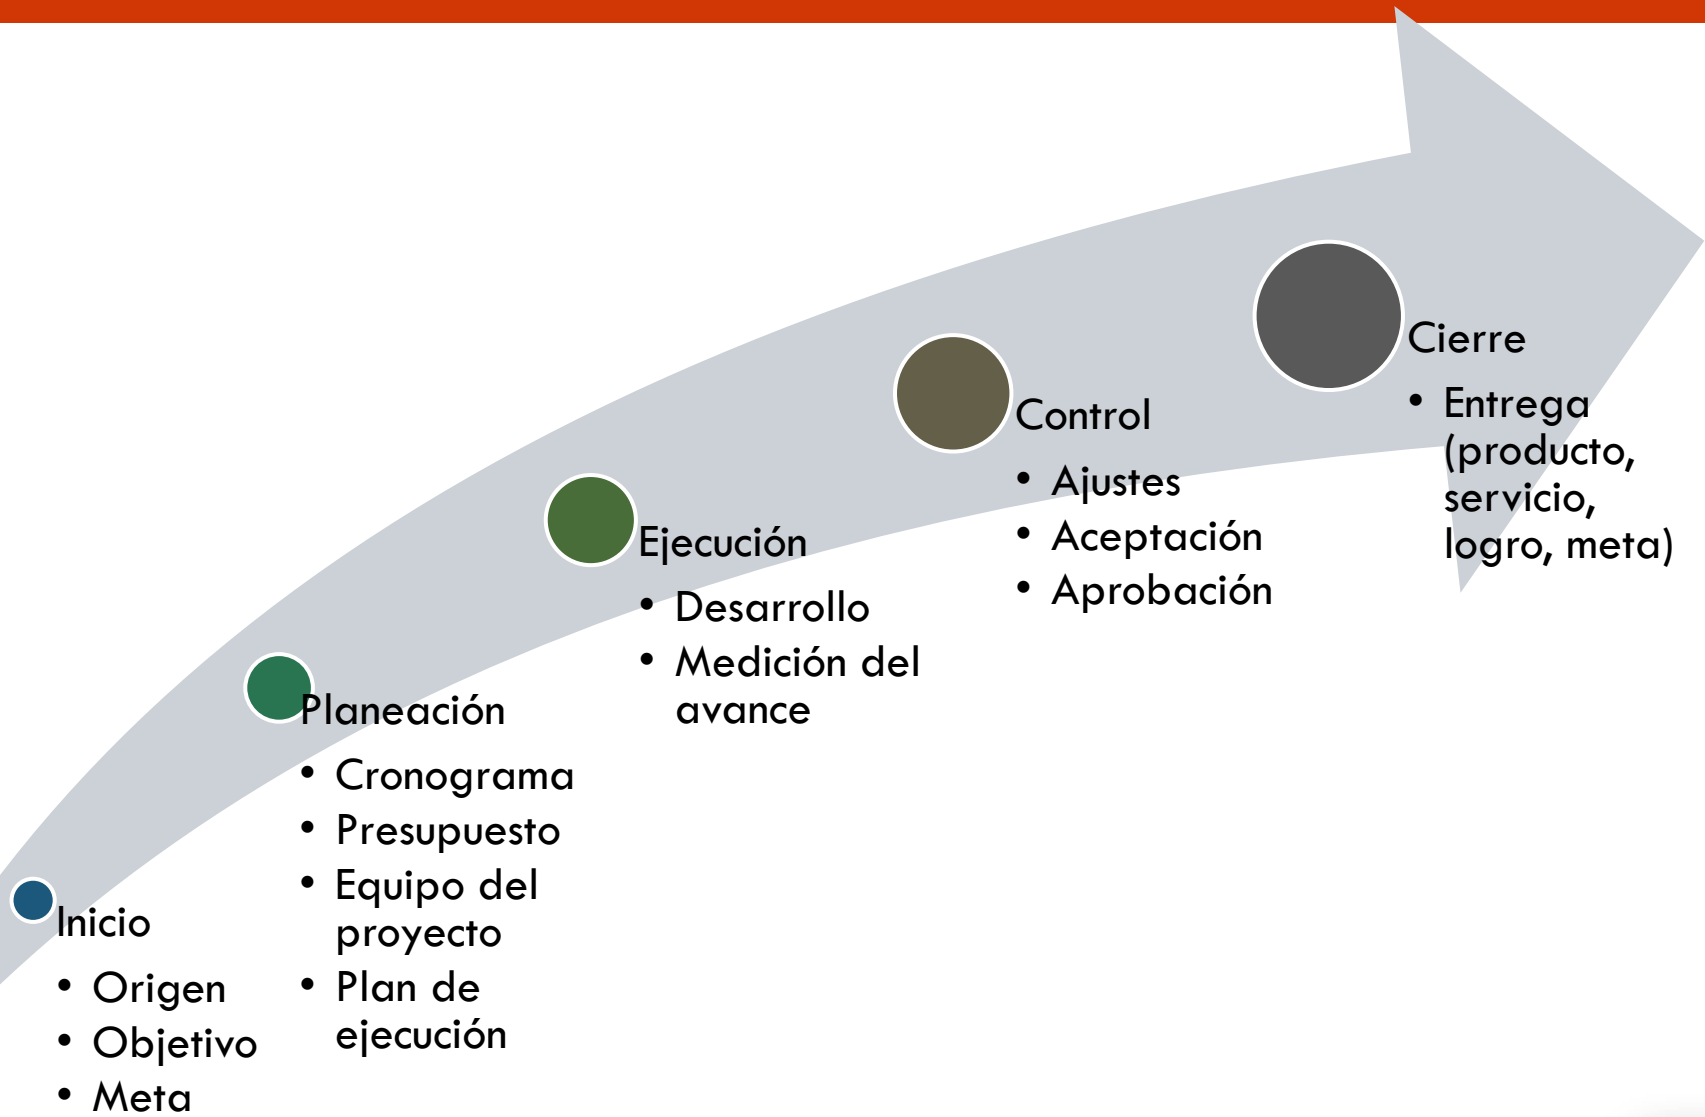 Inicio
• Origen
• Objetivo
• Meta
Planeación
• Cronograma
• Presupuesto
• Equipo del
proyecto
• Plan de
ejecución
Ejecución
• Desarrollo
• Medición del
avance
Control
• Ajustes
• Aceptación
• Aprobación
Cierre
• Entrega
(producto,
servicio,
logro, meta)